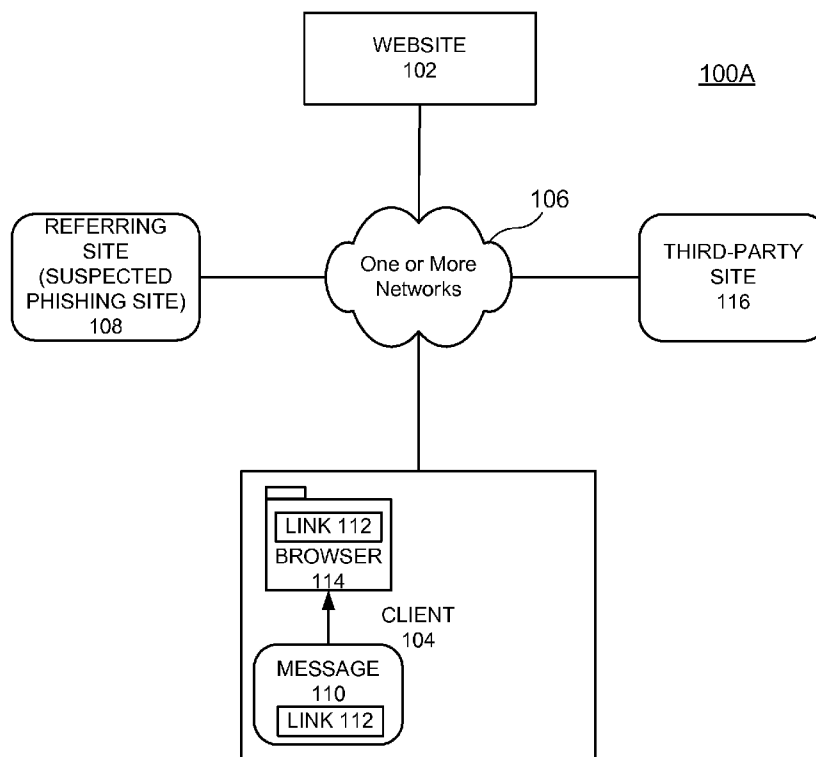 WEBSITE
102
100A
106
REFERRING
SITE
(SUSPECTED
PHISHING SITE)
108
One or More
Networks
THIRD-PARTY
SITE
116
LINK 112
BROWSER
114
CLIENT
104
MESSAGE
110
LINK 112